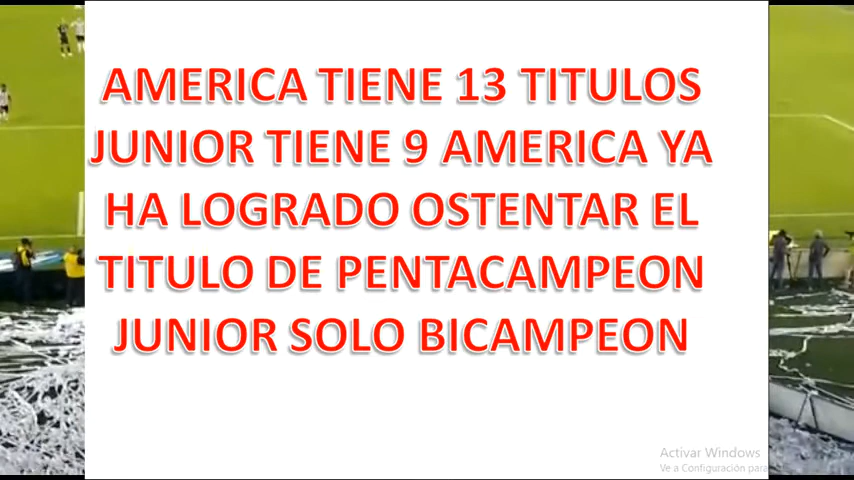 AMERICA TIENE 13 TITULOS
JUNIOR TIENE 9 AMERICA YA
HA LOGRADO OSTENTAR EL
TITULO DE PENTACAMPEON
JUNIOR SOLO BICAMPEON
Activar Windows
Ve a Configuración para